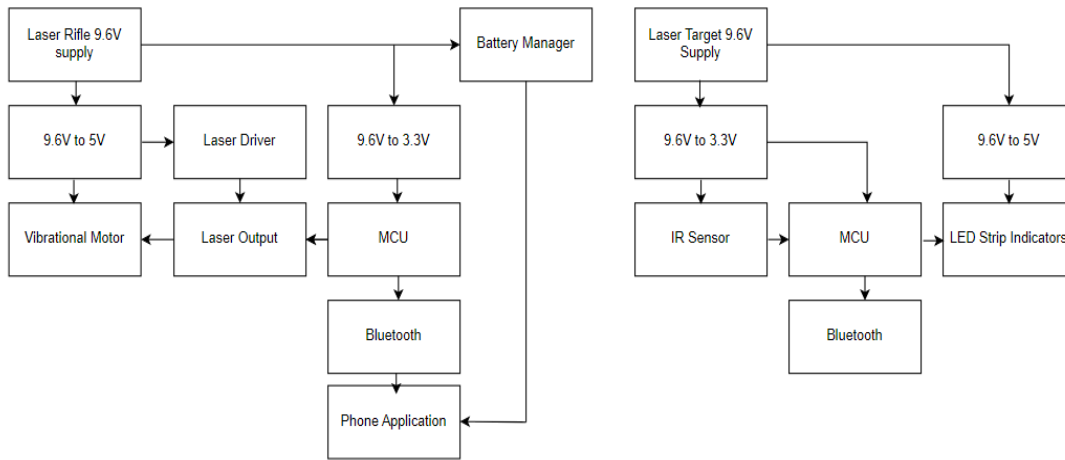 Laser Rifle 9.6V
supply
Battery Manager
9.6V to 5V
Laser Driver
9.6V to 3.3V
Vibrational Motor
Laser Output
MCU
Bluetooth
Phone Application
Laser Target 9.6V
Supply
9.6V to 3.3V
9.6V to 5V
IR Sensor
MCU
LED Strip Indicators
Bluetooth